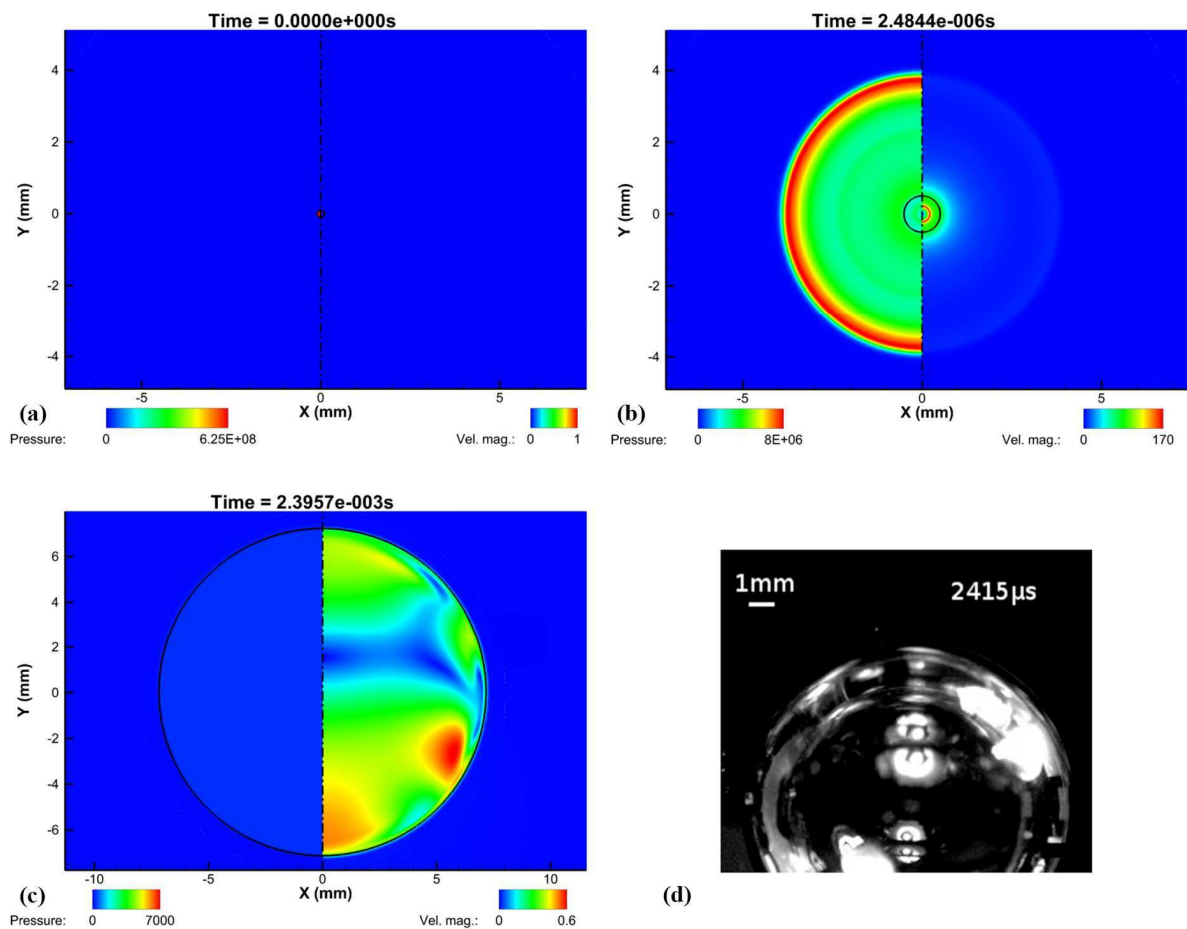 Time = 0.0000e+000s
Y (mm)
4
2
0
-2
-4
-5
0
5
X (mm)
(a)
Pressure: 0 6.25E+08
Vel. mag.: 0 1
Time = 2.4844e-006s
Y (mm)
4
2
0
-2
-4
-5
0
5
X (mm)
(b)
Pressure: 0 8E+06
Vel. mag.: 0 170
Time = 2.3957e-003s
Y (mm)
6
4
2
0
-2
-4
-6
-10
-5
0
5
10
X (mm)
(c)
Pressure: 0 7000
Vel. mag.: 0 0.6
1mm
2415μs
(d)